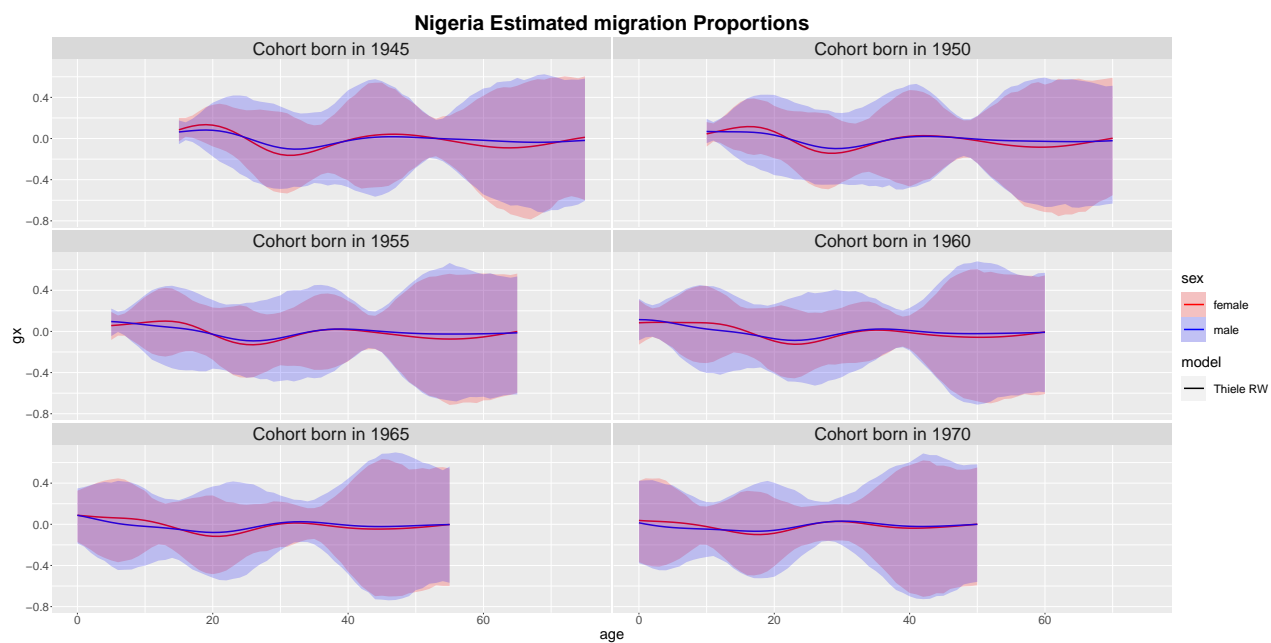 Nigeria Estimated migration Proportions
Cohort born in 1945
Cohort born in 1950
0.4
0.0
−0.4
−0.8
Cohort born in 1955
Cohort born in 1960
0.4
0.0
−0.4
−0.8
Cohort born in 1965
Cohort born in 1970
0.4
0.0
−0.4
−0.8
0 20 40 60 0 20 40 60
age
gx
sex
female
male
model
Thiele RW